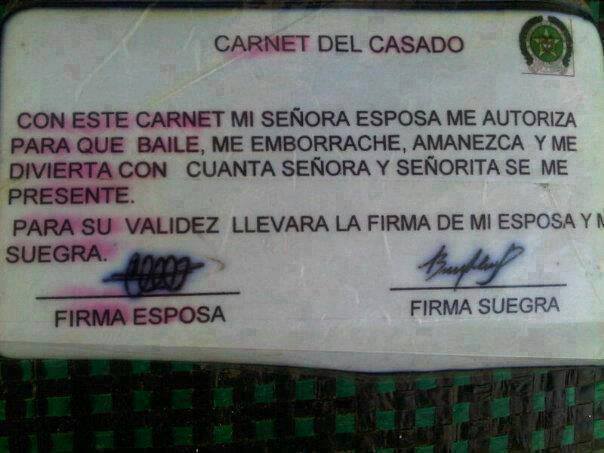 CARNET DEL CASADO
CON ESTE CARNET MI SEÑORA ESPOSA ME AUTORIZA
PARA QUE BAILE, ME EMBORRACHE, AMANEZCA Y ME
DIVIERTA CON CUANTA SEÑORA Y SEÑORITA SE ME
PRESENTE.
PARA SU VALIDEZ LLEVARA LA FIRMA DE MI ESPOSA Y M
SUEGRA.
FIRMA ESPOSA
FIRMA SUEGRA